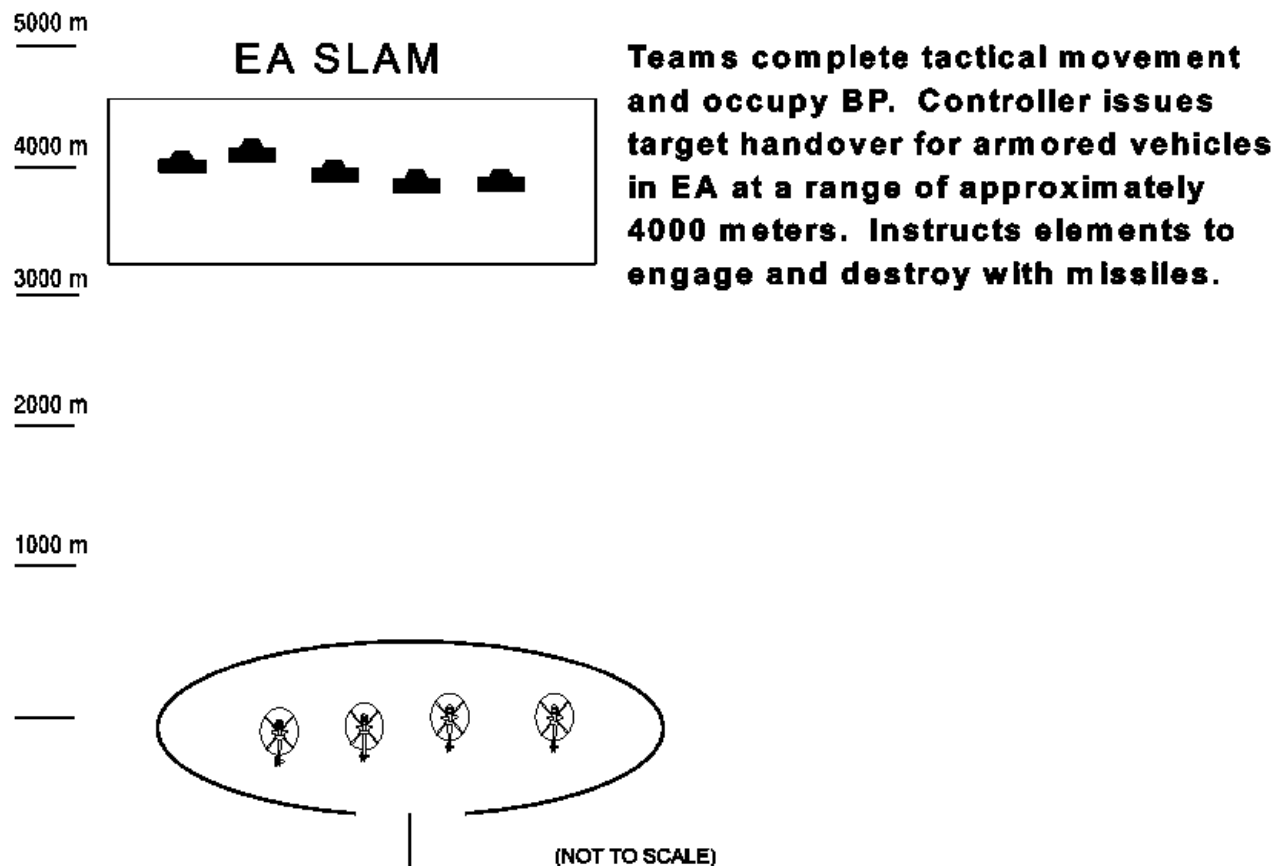 5000 m
EA SLAM
Teams complete tactical movement
and occupy BP. Controller issues
4000 m
target handover for armored vehicles
in EA at a range of approximately
4000 meters. Instructs elements to
engage and destroy with missiles.
3000 m
2000 m
1000 m
(NOT TO SCALE)